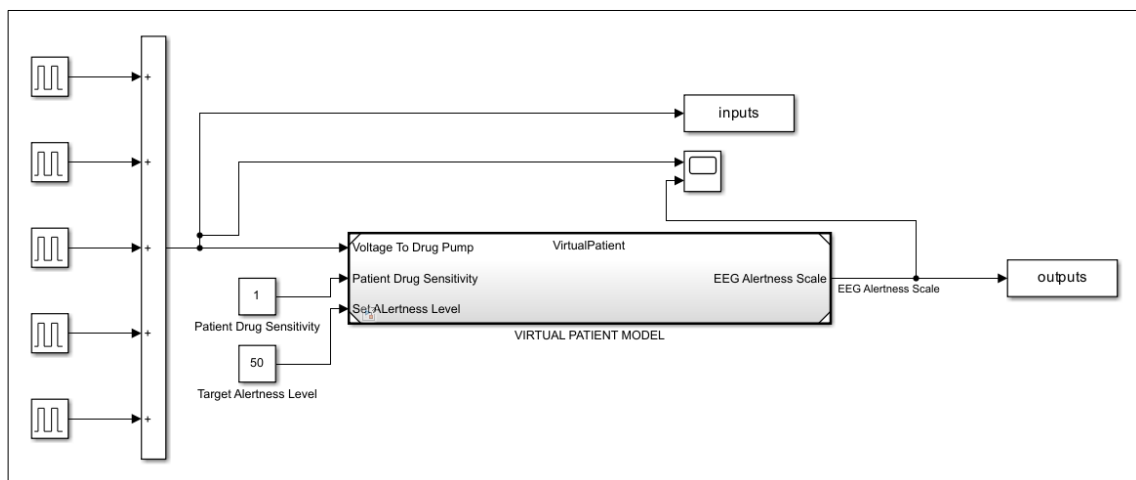 +
+
+
+
+
inputs
Voltage To Drug Pump
VirtualPatient
Patient Drug Sensitivity
EEG Alertness Scale
Set ALertness Level
1
Patient Drug Sensitivity
50
Target Alertness Level
VIRTUAL PATIENT MODEL
EEG Alertness Scale
outputs